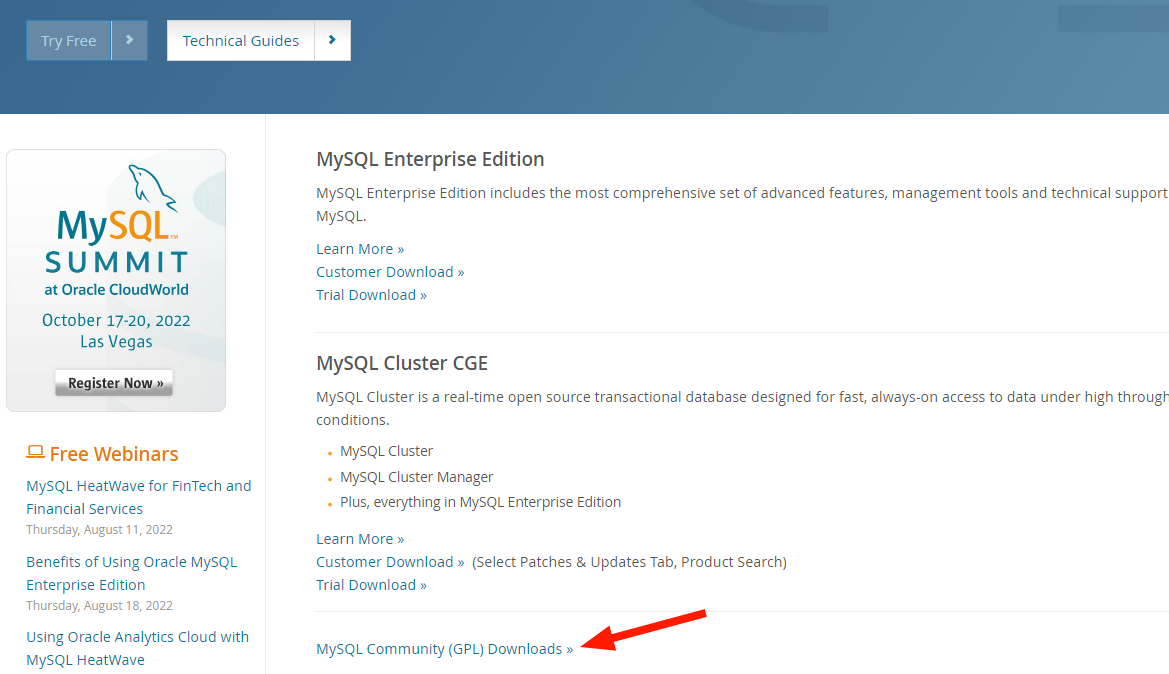 Try Free
Technical Guides
MySQL™
SUMMIT
at Oracle CloudWorld
October 17-20, 2022
Las Vegas
Register Now »
Free Webinars
MySQL HeatWave for FinTech and
Financial Services
Thursday, August 11, 2022
Benefits of Using Oracle MySQL
Enterprise Edition
Thursday, August 18, 2022
Using Oracle Analytics Cloud with
MySQL HeatWave
MySQL Enterprise Edition
MySQL Enterprise Edition includes the most comprehensive set of advanced features, management tools and technical support
MySQL.
Learn More »
Customer Download »
Trial Download »
MySQL Cluster CGE
MySQL Cluster is a real-time open source transactional database designed for fast, always-on access to data under high through
conditions.
• MySQL Cluster
• MySQL Cluster Manager
• Plus, everything in MySQL Enterprise Edition
Learn More »
Customer Download » (Select Patches & Updates Tab, Product Search)
Trial Download »
MySQL Community (GPL) Downloads »